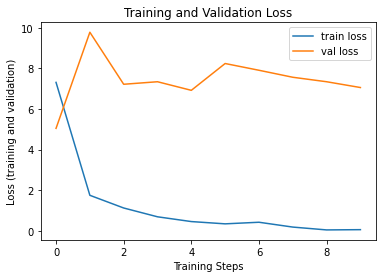 Training and Validation Loss
train loss
val loss
Loss (training and validation)
10
8
6
4
2
0
0 2 4 6 8
Training Steps